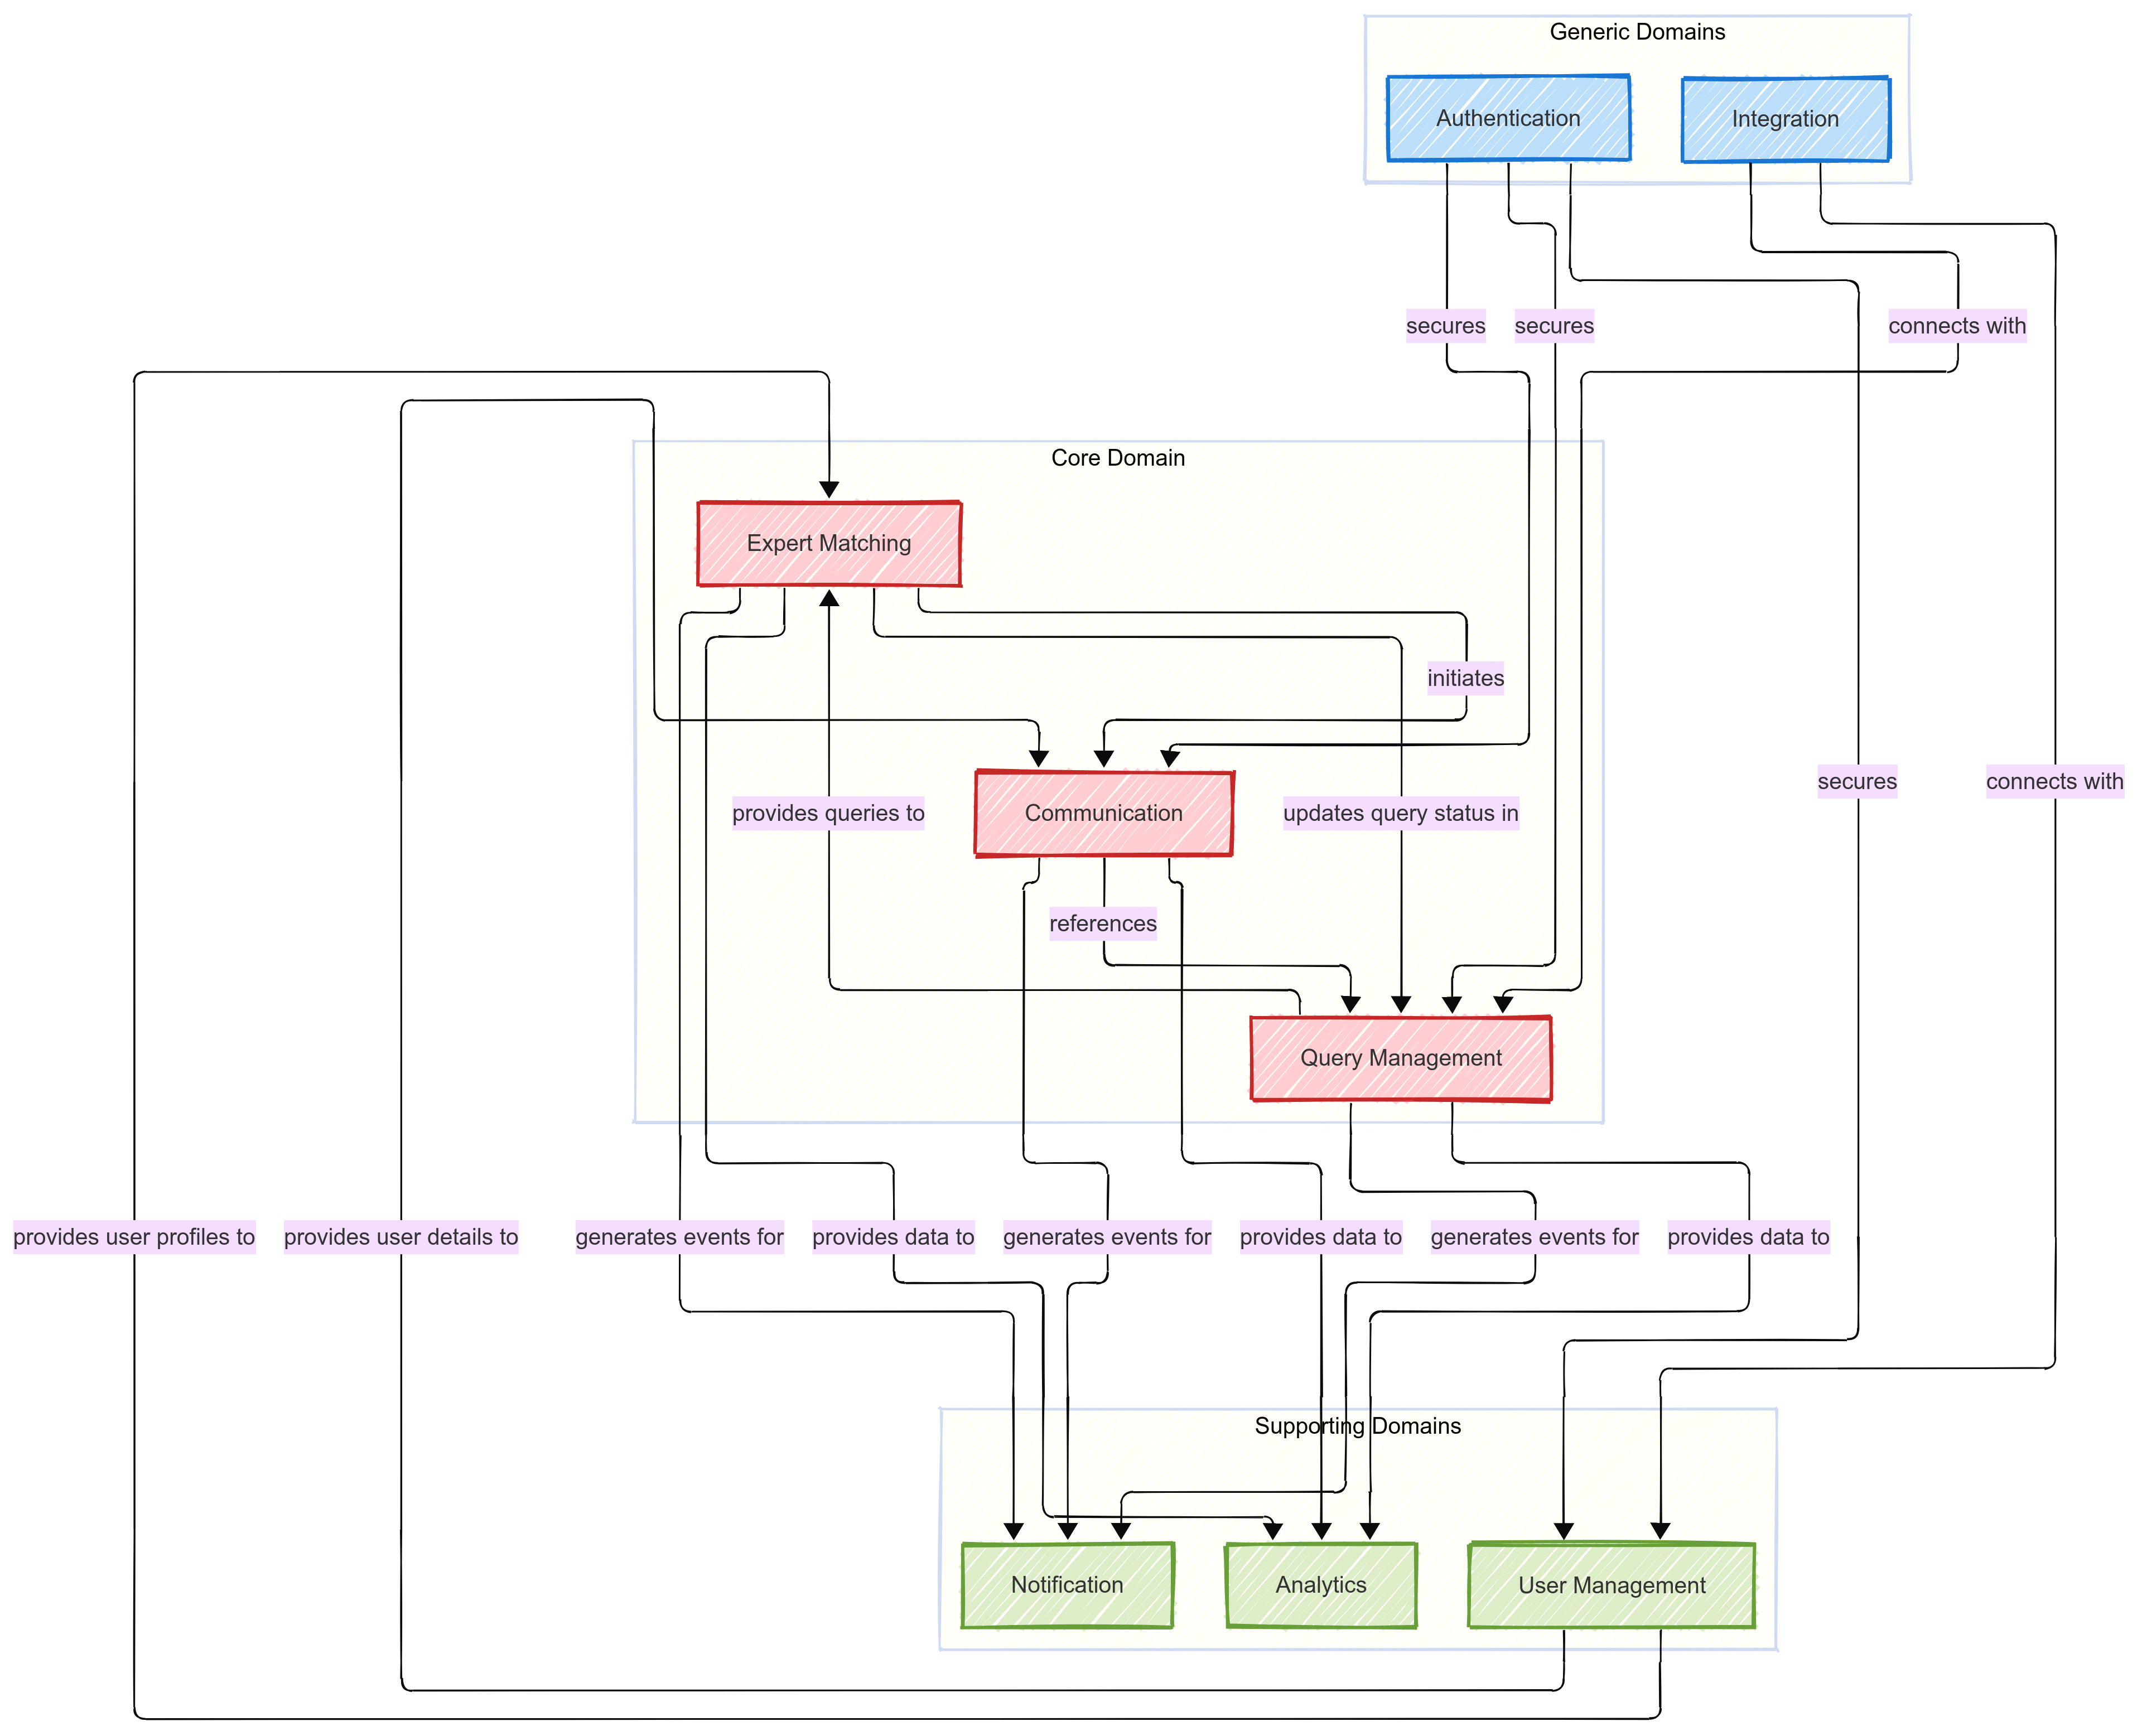 Generic Domains
Authentication
Integration
secures
secures
connects with
Core Domain
Expert Matching
initiates
secures
connects with
provides queries to
Communication
updates query status in
references
Query Management
provides user profiles to
provides user details to
generates events for
provides data to
generates events for
provides data to
generates events for
provides data to
Supporting Domains
Notification
Analytics
User Management